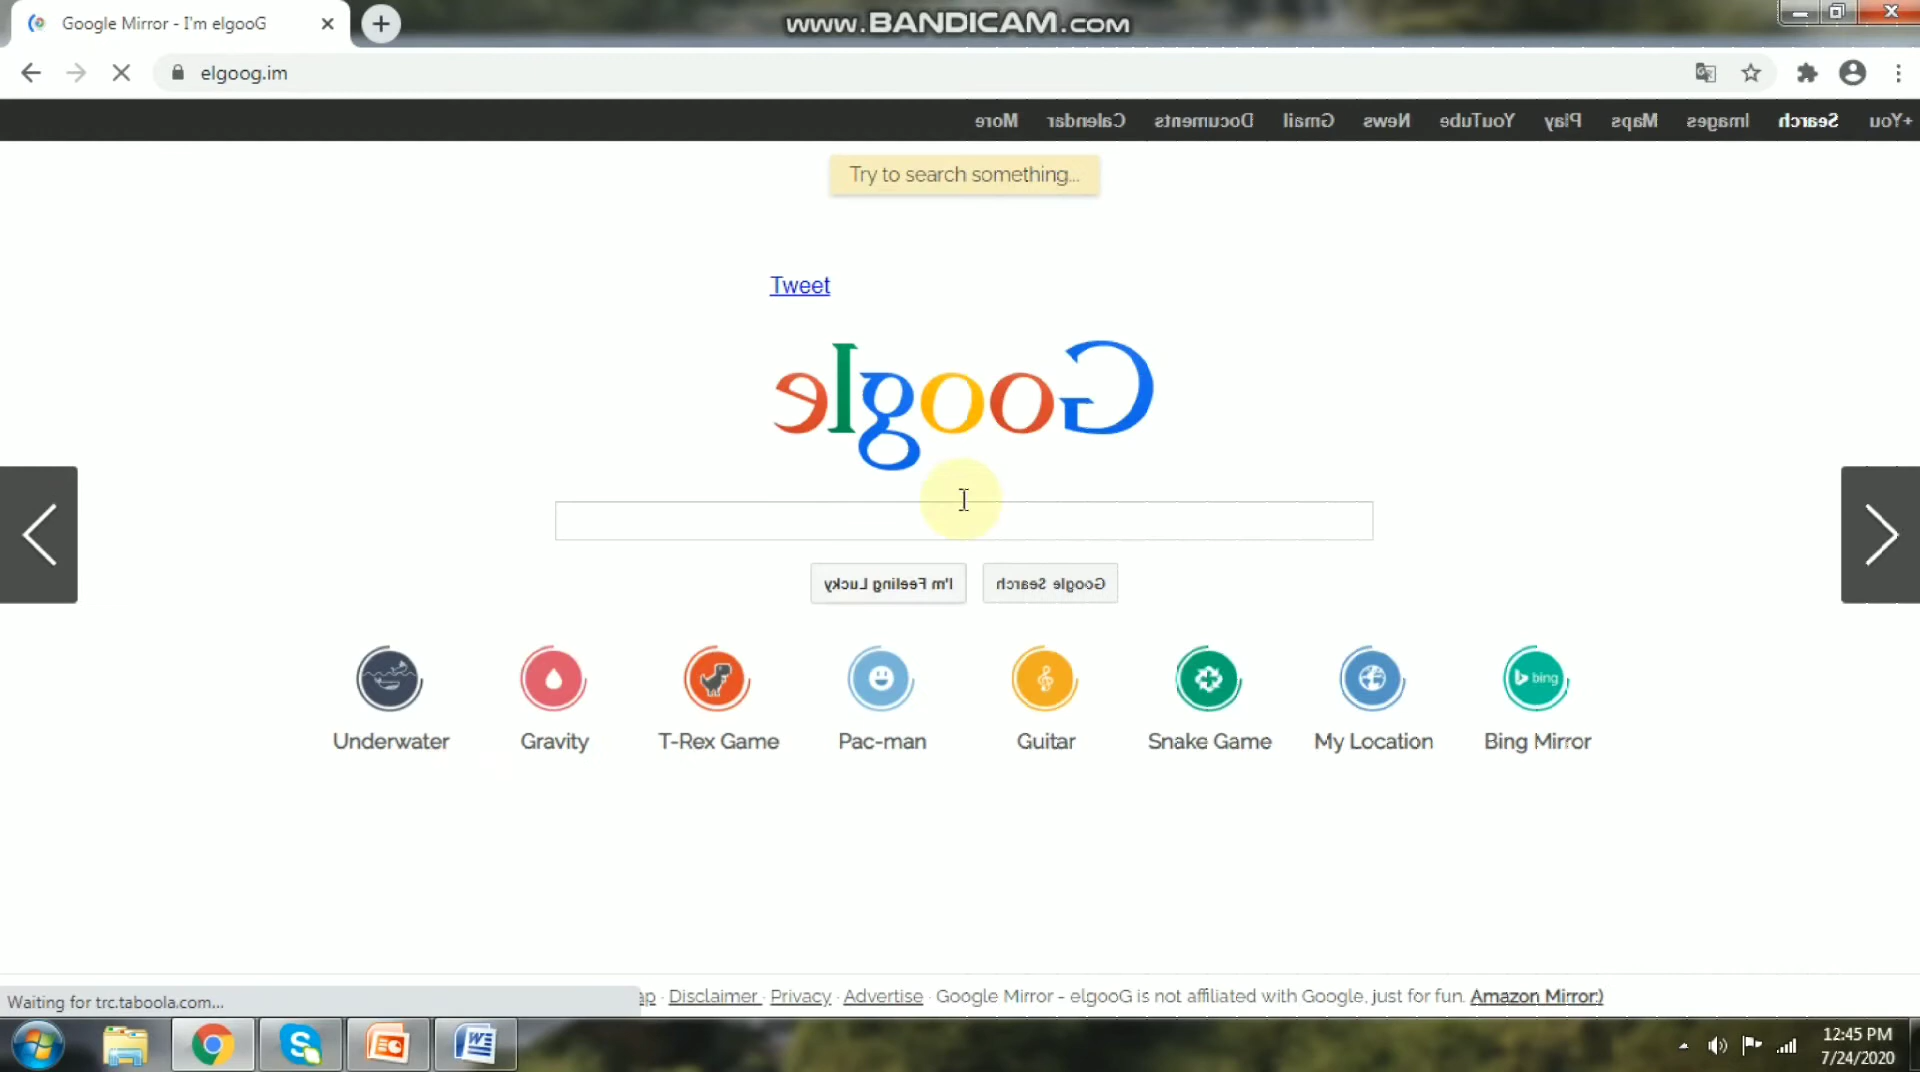 Google Mirror - I'm elgooG
www.BANDICAM.com
elgoog.im
More Calendar Documents Gmail News YouTube Play Maps Images Search +You
Try to search something...
Tweet
Google
I'm Feeling Lucky Google Search
bing
Underwater Gravity T-Rex Game Pac-man Guitar Snake Game My Location Bing Mirror
Waiting for trc.taboola.com...
Disclaimer · Privacy · Advertise · Google Mirror - elgooG is not affiliated with Google, just for fun. Amazon Mirror:)
12:45 PM
7/24/2020